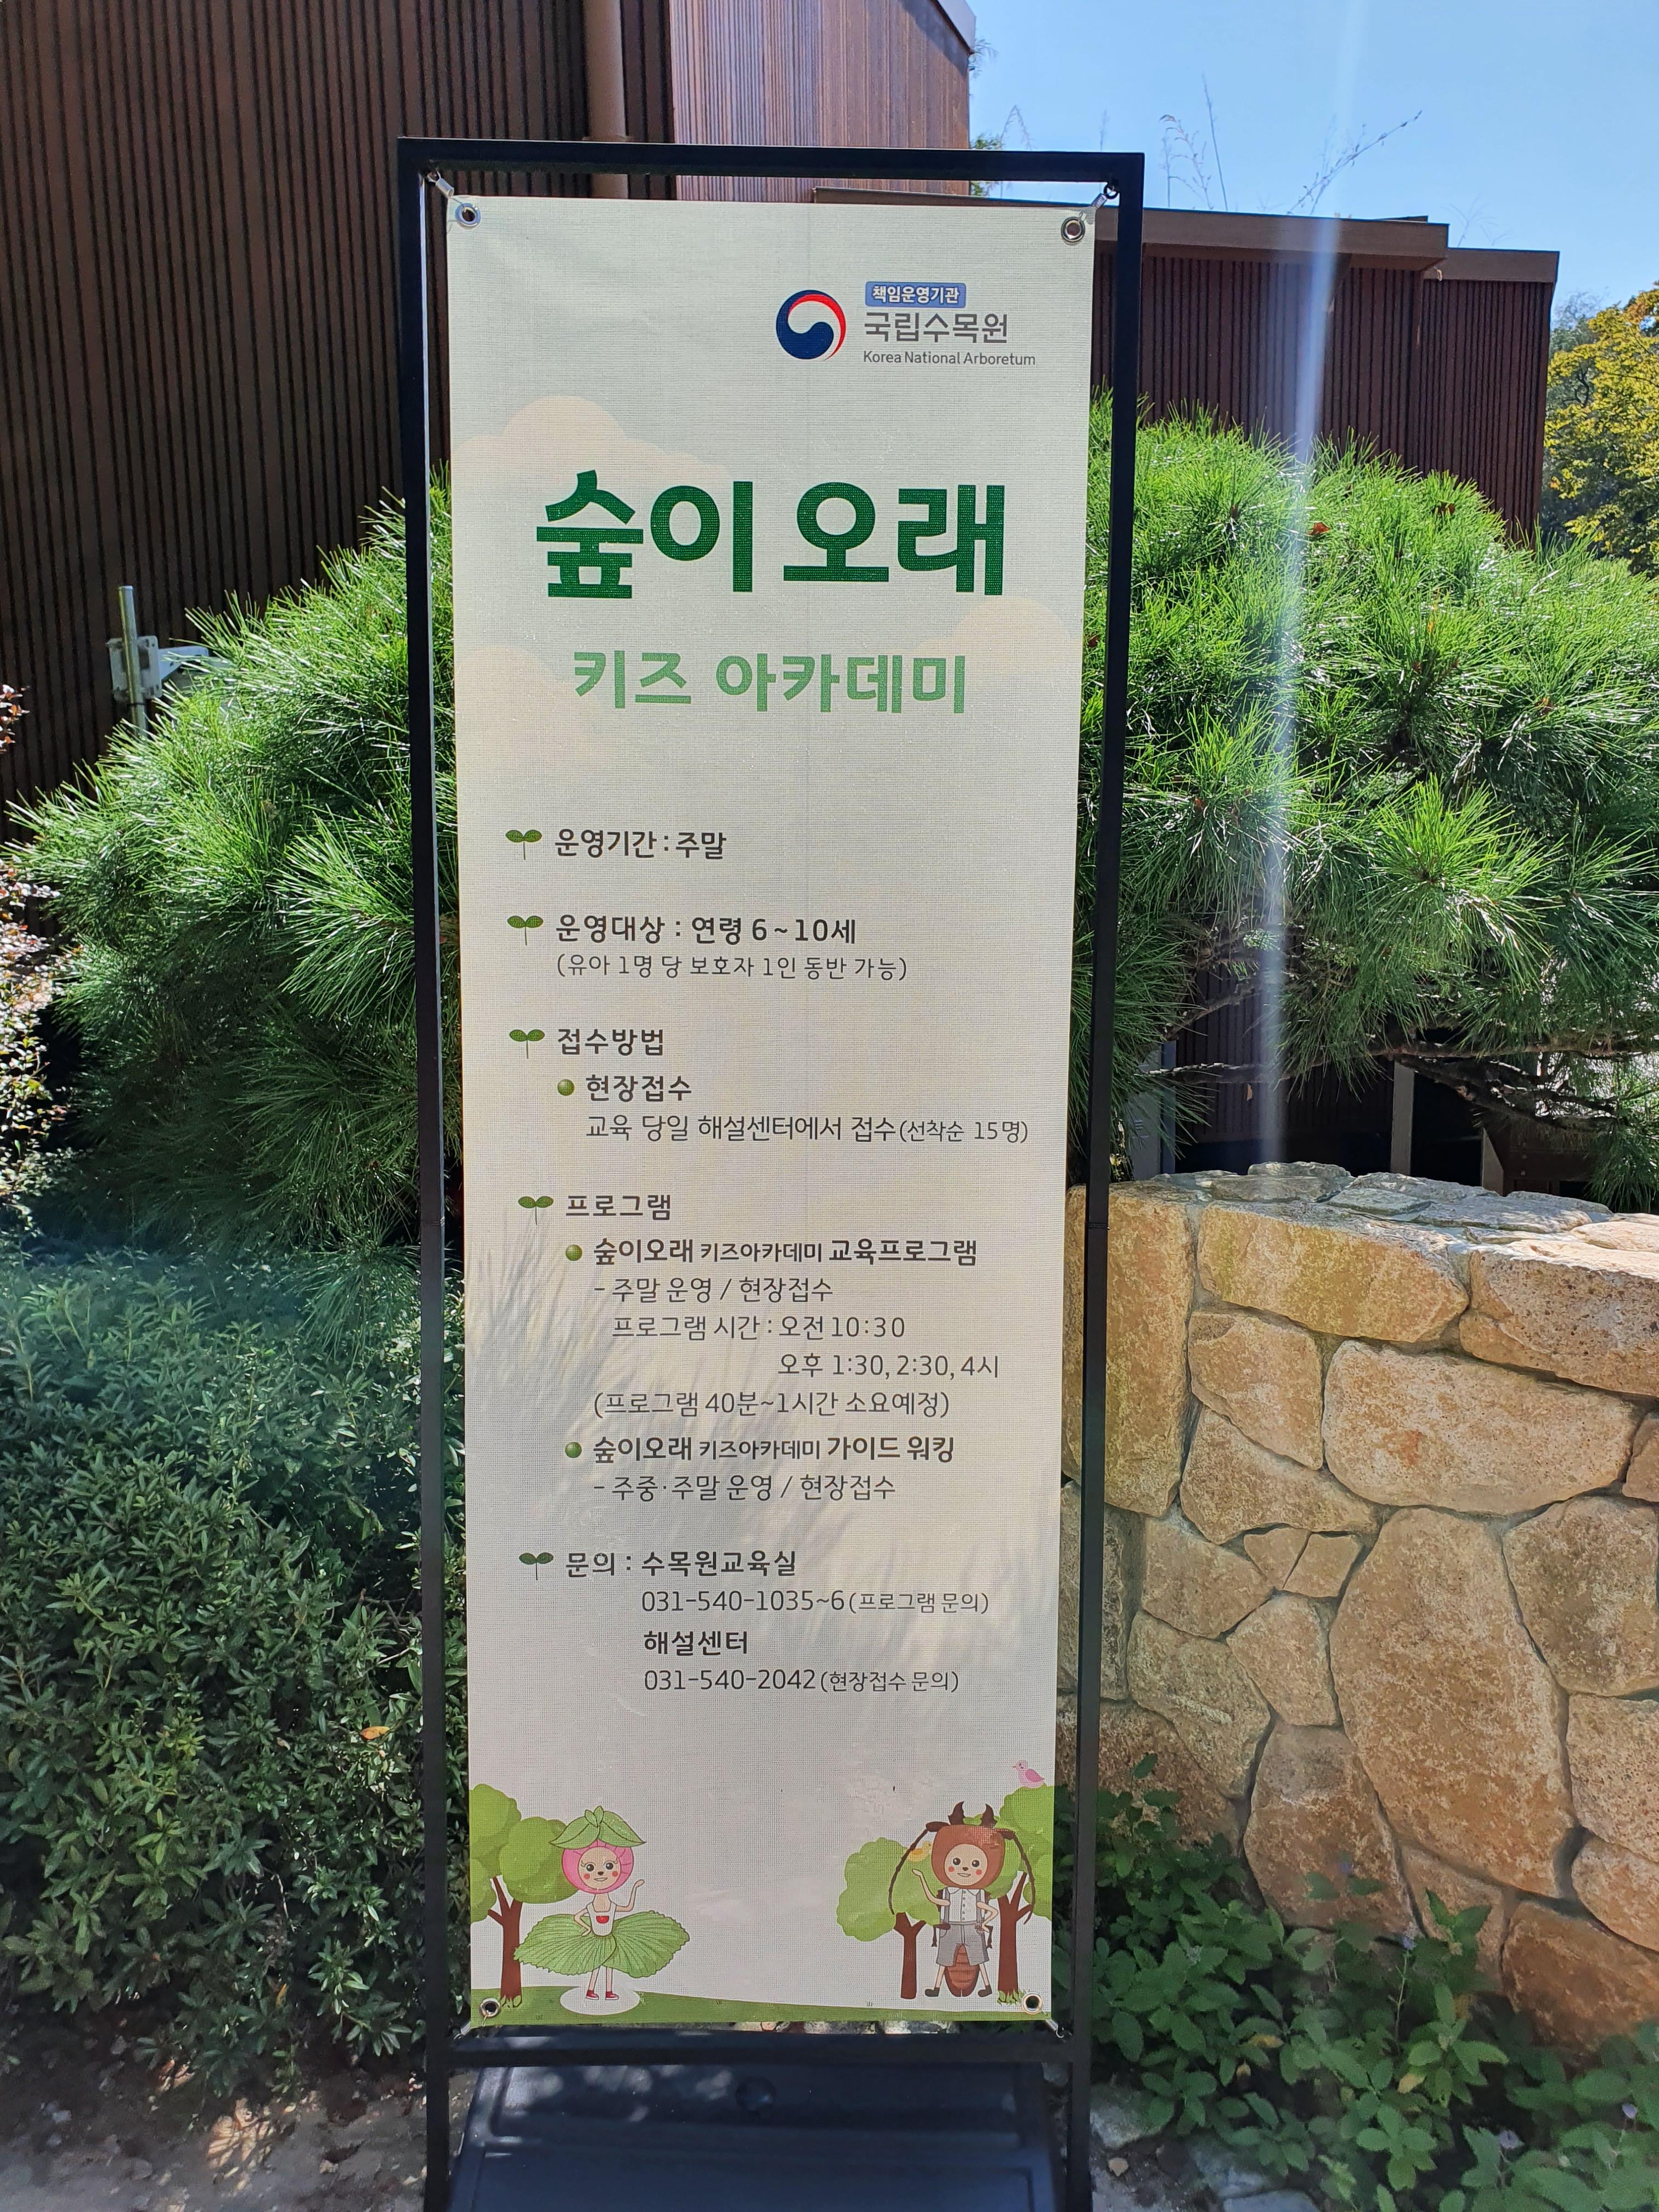 책임운영기관
국립수목원
Korea National Arboretum
숲이 오래
키즈 아카데미
운영기간 : 주말
운영대상 : 연령 6~10세
(유아 1명 당 보호자 1인 동반 가능)
접수방법
현장접수
교육 당일 해설센터에서 접수(선착순 15명)
프로그램
숲이오래 키즈아카데미 교육프로그램
- 주말 운영 / 현장접수
프로그램 시간 : 오전 10:30
오후 1:30, 2:30, 4시
(프로그램 40분~1시간 소요예정)
숲이오래 키즈아카데미 가이드 워킹
- 주중·주말 운영 / 현장접수
문의 : 수목원교육실
031-540-1035~6(프로그램 문의)
해설센터
031-540-2042(현장접수 문의)